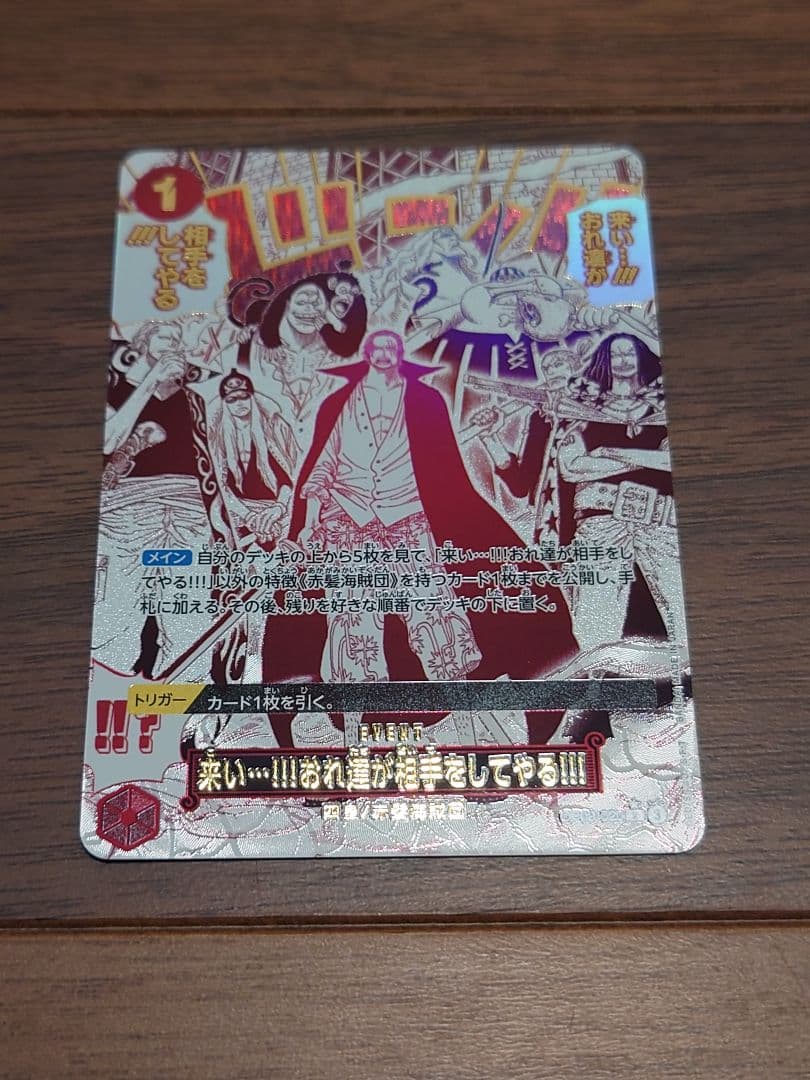 1
来い…!!!
おれ達が
相手を
してやる
!!!
ドーン
メイン 自分のデッキの上から5枚を見て、「来い…!!!おれ達が相手をし
てやる!!!」以外の特徴《赤髪海賊団》を持つカード1枚までを公開し、手
札に加える。その後、残りを好きな順番でデッキの下に置く。
トリガー カード1枚を引く。
!!?
EVENT
来い…!!!おれ達が相手をしてやる!!!
四皇/赤髪海賊団